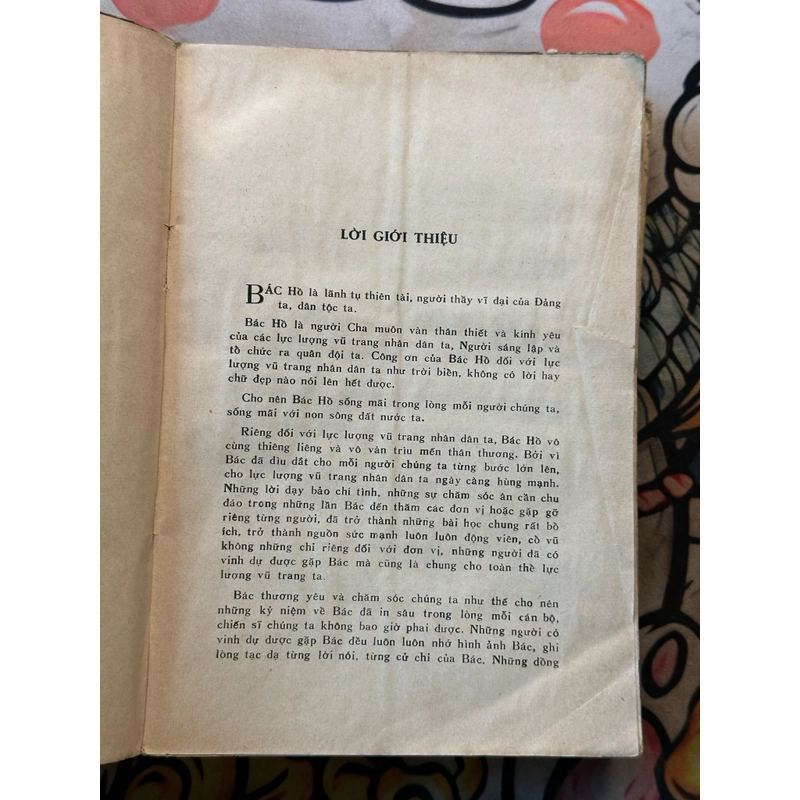 LỜI GIỚI THIỆU
BÁC Hồ là lãnh tụ thiên tài, người thầy vĩ đại của Đảng
ta, dân tộc ta.
Bác Hồ là người Cha muôn vàn thân thiết và kính yêu
của các lực lượng vũ trang nhân dân ta, Người sáng lập và
tổ chức ra quân đội ta. Công ơn của Bác Hồ đối với lực
lượng vũ trang nhân dân ta như trời biển, không có lời hay
chữ đẹp nào nói lên hết được.
Cho nên Bác Hồ sống mãi trong lòng mỗi người chúng ta,
sống mãi với non sông đất nước ta.
Riêng đối với lực lượng vũ trang nhân dân ta, Bác Hồ vô
cùng thiêng liêng và vô vàn trìu mến thân thương. Bởi vì
Bác đã dìu dắt cho mỗi người chúng ta từng bước lớn lên,
cho lực lượng vũ trang nhân dân ta ngày càng hùng mạnh.
Những lời dạy bảo chí tình, những sự chăm sóc ân cần chu
đáo trong những lần Bác đến thăm các đơn vị hoặc gặp gỡ
riêng từng người, đã trở thành những bài học chung rất bổ
ích, trở thành nguồn sức mạnh luôn luôn động viên, cổ vũ
không những chỉ riêng đối với đơn vị, những người đã có
vinh dự được gặp Bác mà cũng là chung cho toàn thể lực
lượng vũ trang ta.
Bác thương yêu và chăm sóc chúng ta như thế cho nên
những kỷ niệm về Bác đã in sâu trong lòng mỗi cán bộ,
chiến sĩ chúng ta không bao giờ phai được. Những người có
vinh dự được gặp Bác đều luôn luôn nhớ hình ảnh Bác, ghi
lòng tạc dạ từng lời nói, từng cử chỉ của Bác. Những đồng